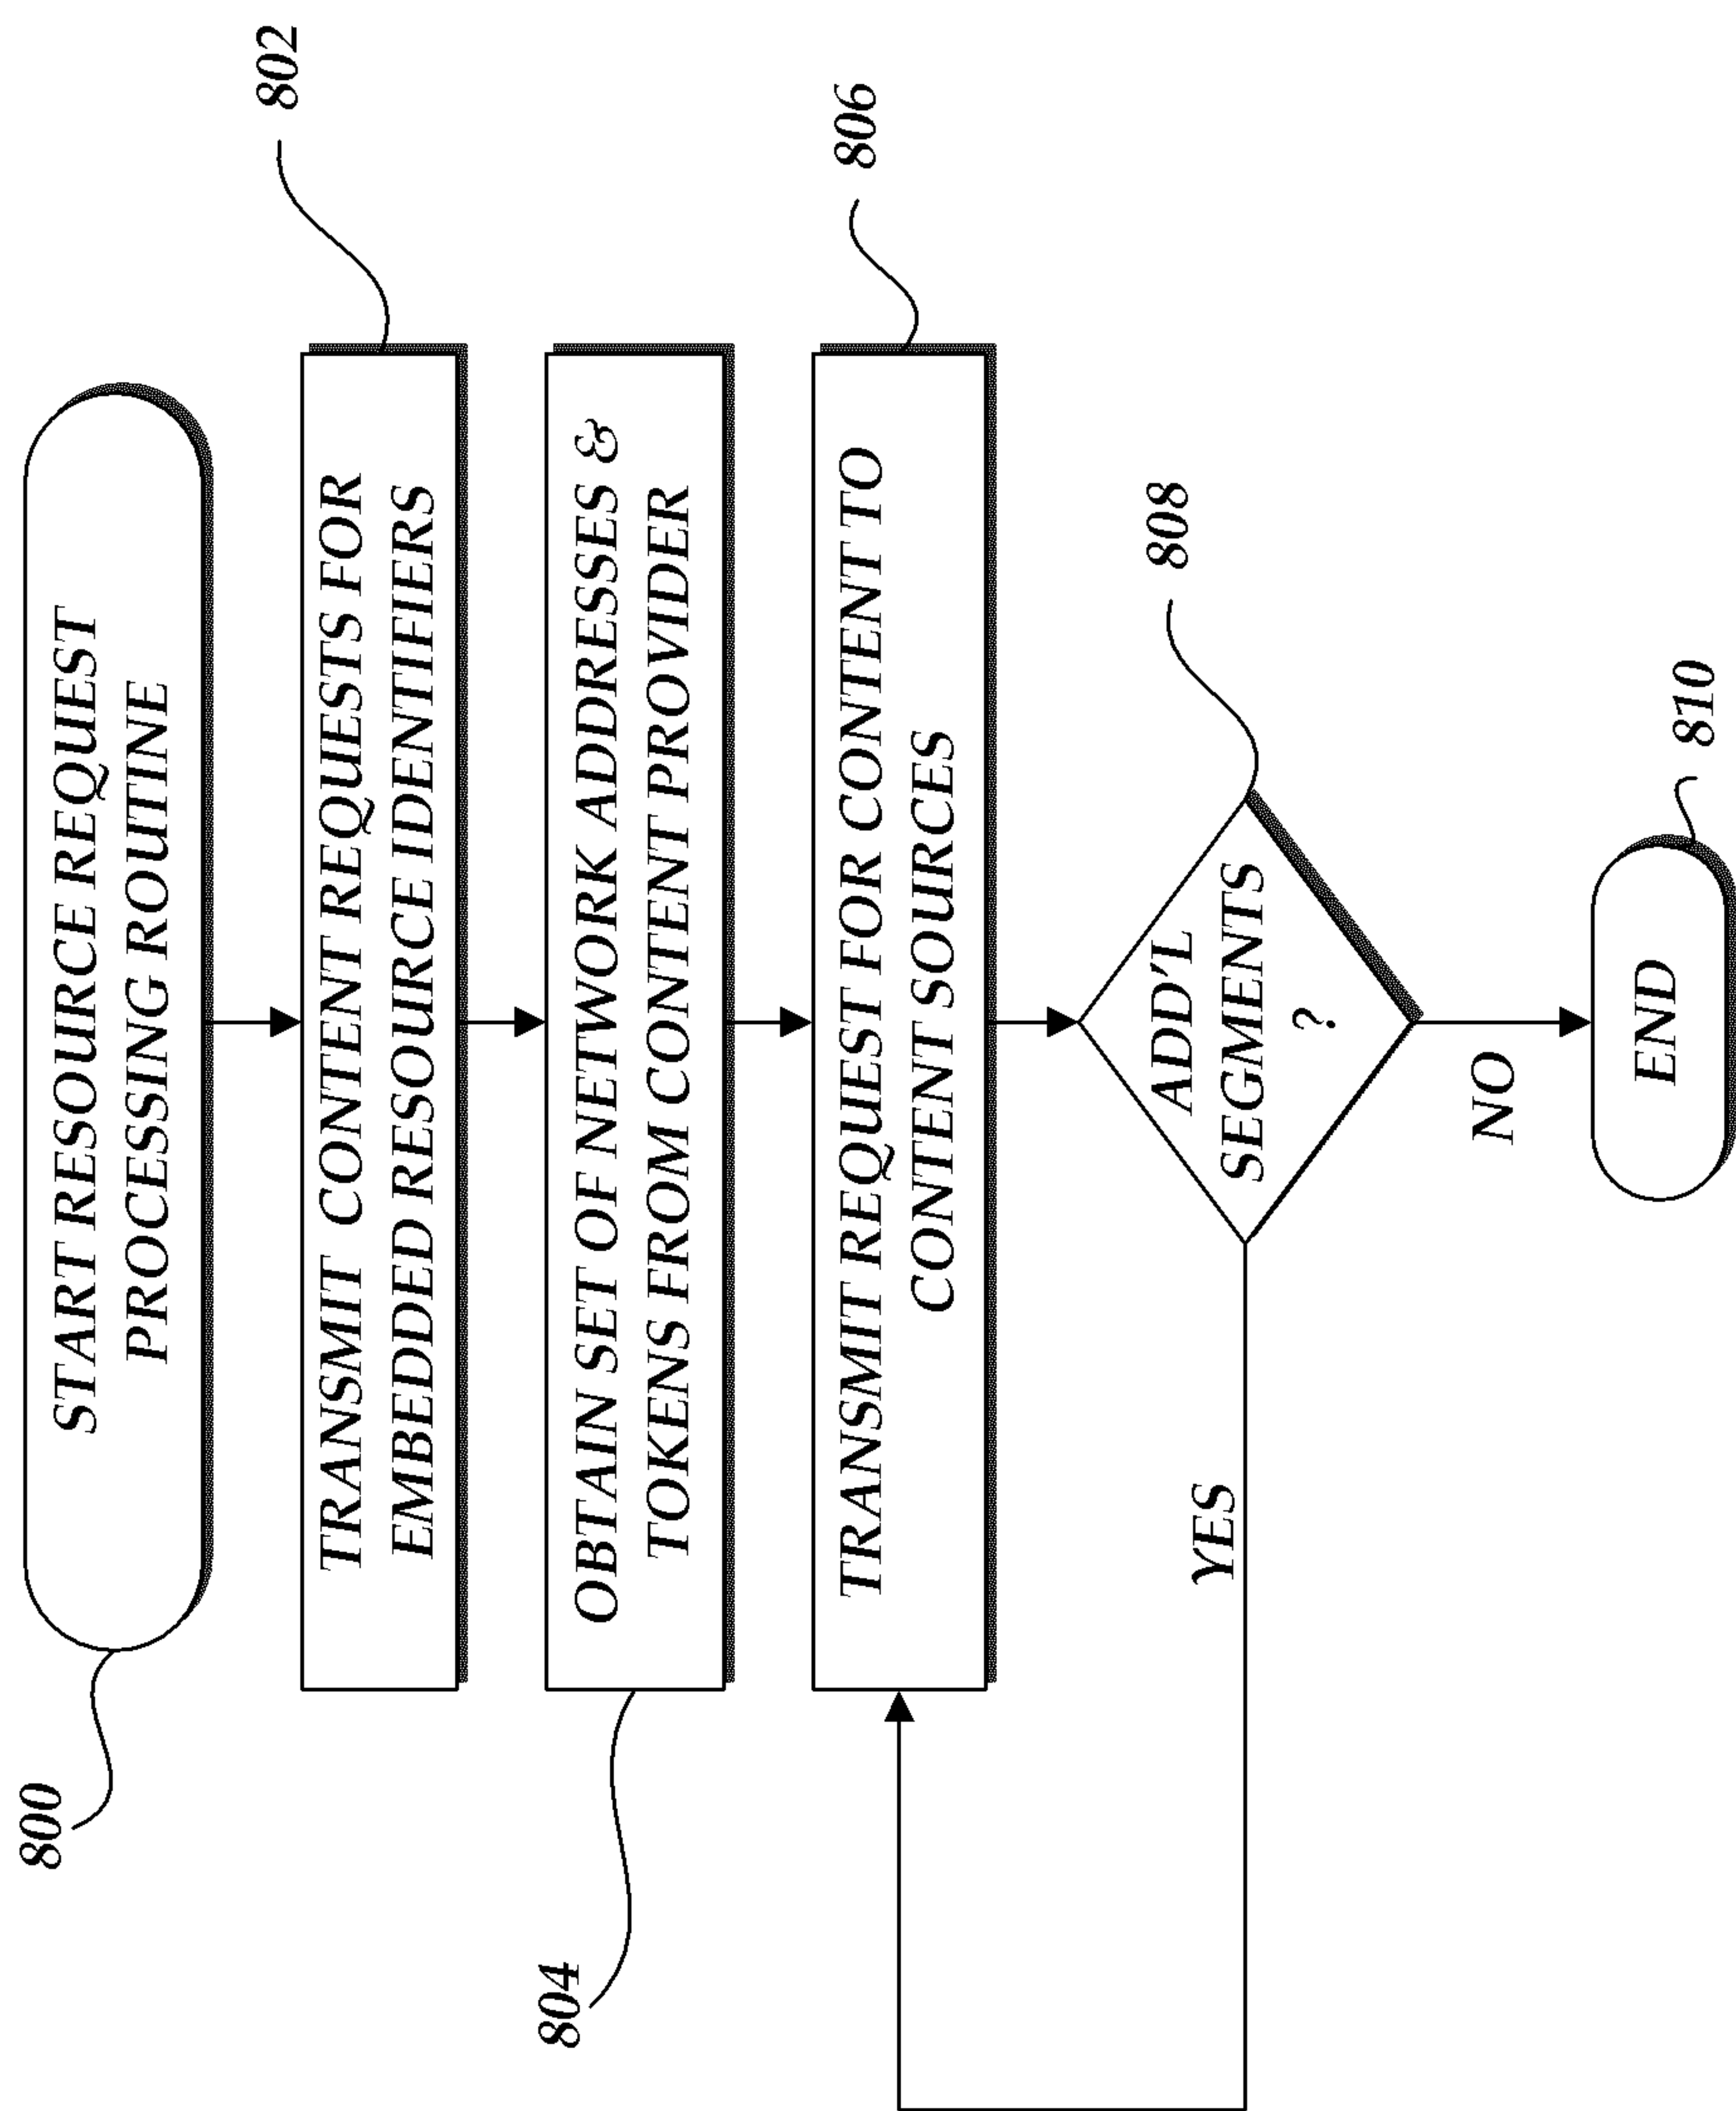 800
START RESOURCE REQUEST
PROCESSING ROUTINE
802
TRANSMIT CONTENT REQUESTS FOR
EMBEDDED RESOURCE IDENTIFIERS
804
OBTAIN SET OF NETWORK ADDRESSES &
TOKENS FROM CONTENT PROVIDER
806
TRANSMIT REQUEST FOR CONTENT TO
CONTENT SOURCES
808
ADD'L
SEGMENTS
?
YES
NO
810
END